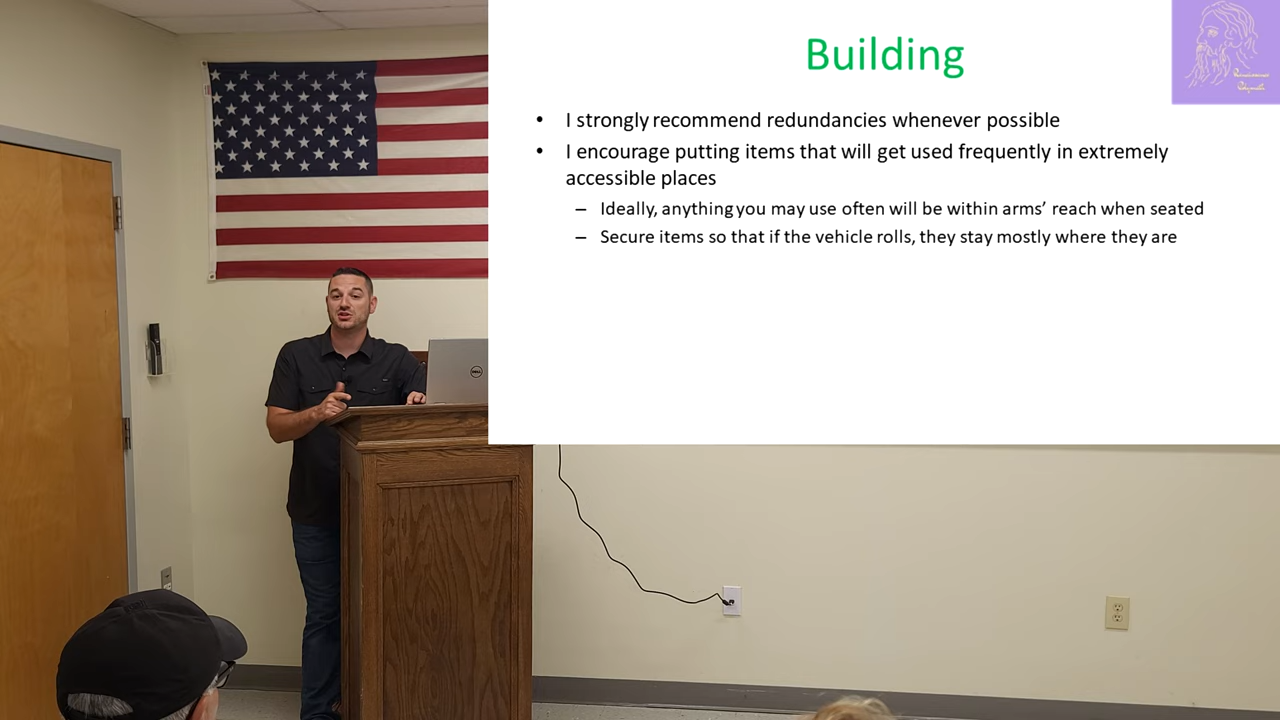 Building
• I strongly recommend redundancies whenever possible
• I encourage putting items that will get used frequently in extremely
accessible places
– Ideally, anything you may use often will be within arms’ reach when seated
– Secure items so that if the vehicle rolls, they stay mostly where they are
DELL